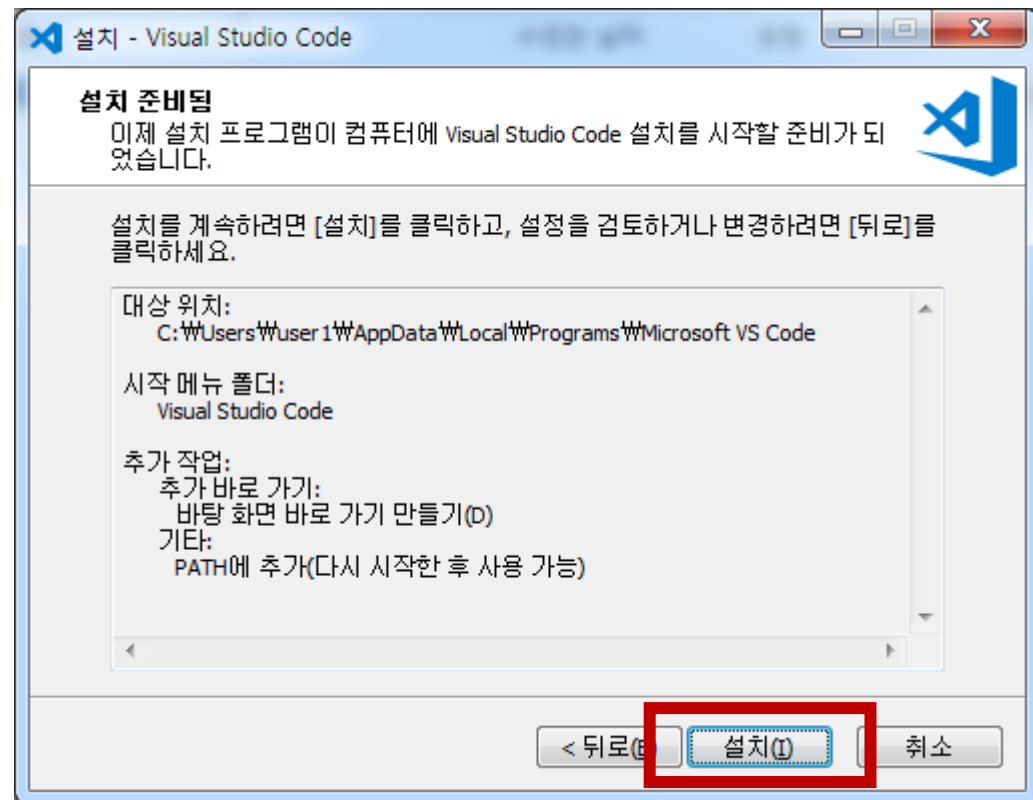 설치 - Visual Studio Code
설치 준비됨
이제 설치 프로그램이 컴퓨터에 Visual Studio Code 설치를 시작할 준비가 되
었습니다.
설치를 계속하려면 [설치]를 클릭하고, 설정을 검토하거나 변경하려면 [뒤로]를
클릭하세요.
대상 위치:
C:₩Users₩user1₩AppData₩Local₩Programs₩Microsoft VS Code
시작 메뉴 폴더:
Visual Studio Code
추가 작업:
추가 바로 가기:
바탕 화면 바로 가기 만들기(D)
기타:
PATH에 추가(다시 시작한 후 사용 가능)
< 뒤로(B) 설치(I) 취소